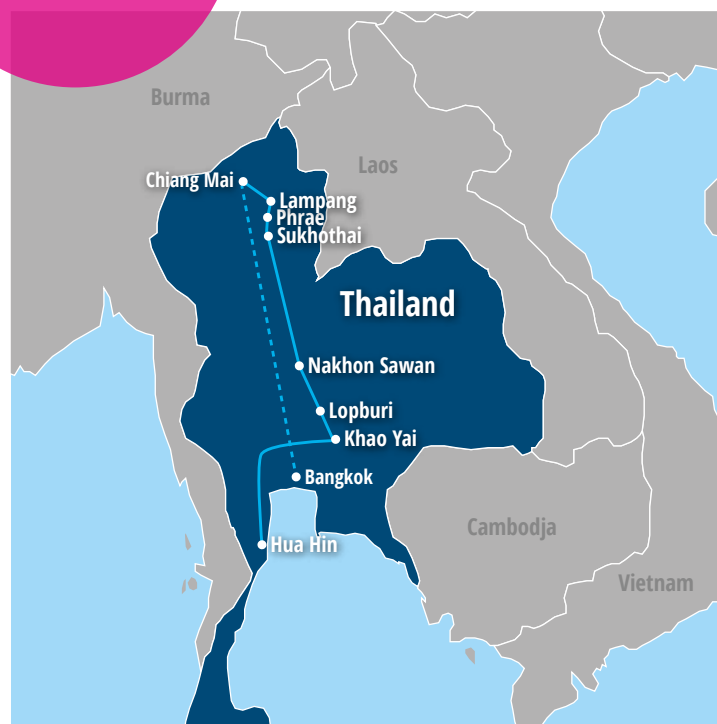 Burma
Laos
Chiang Mai
Lampang
Phrae
Sukhothai
Thailand
Nakhon Sawan
Lopburi
Khao Yai
Bangkok
Cambodja
Hua Hin
Vietnam